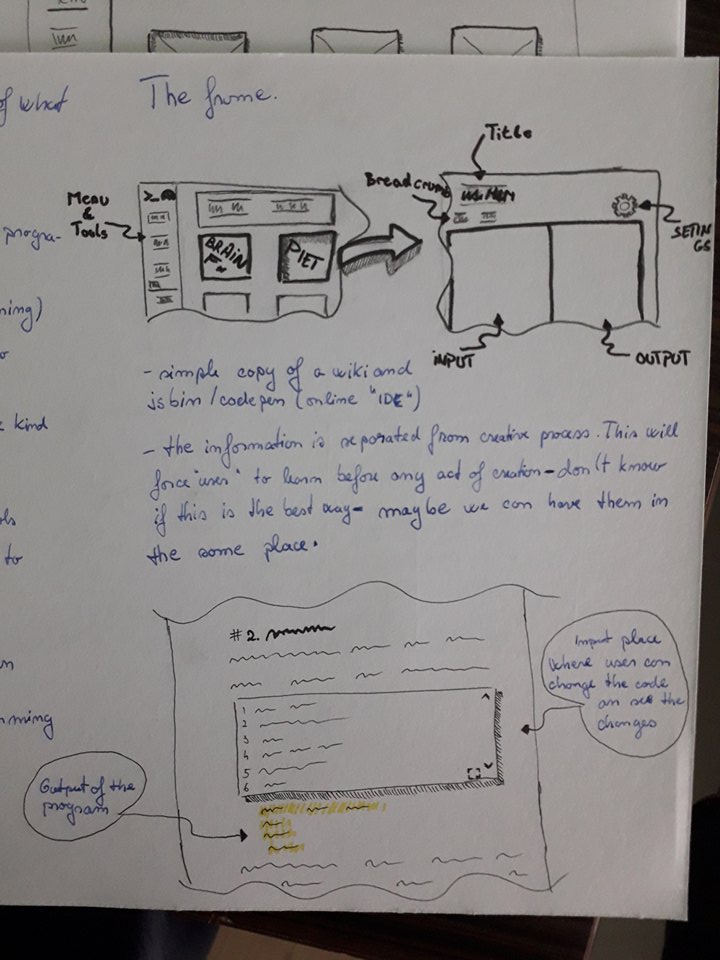 of what
progra-
ning)
kind
to
n
mming
The frame.
Title
Breadcrumb
Menu
&
Tools
>_
BRAIN
F~
PIET
SETIN
GS
INPUT
OUTPUT
- simple copy of a wiki and
jsbin/codepen (online "IDE")
- the information is separated from creative process. This will
force "user" to learn before any act of creation - don't know
if this is the best way - maybe we can have them in
the same place.
#2.
1
2
3
4
5
6
Input place
where user can
change the code
an see the
changes
Output of the
program